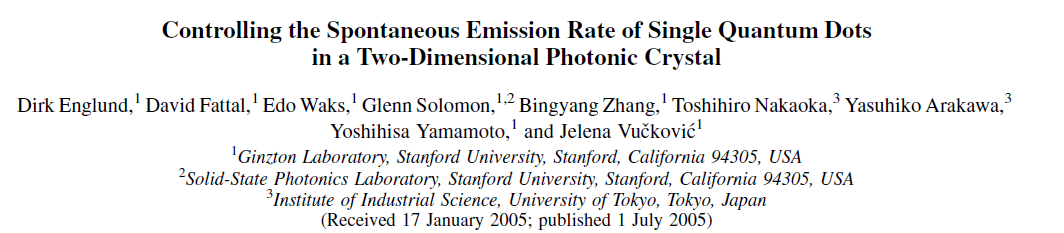 Controlling the Spontaneous Emission Rate of Single Quantum Dots
in a Two-Dimensional Photonic Crystal
Dirk Englund,1 David Fattal,1 Edo Waks,1 Glenn Solomon,1,2 Bingyang Zhang,1 Toshihiro Nakaoka,3 Yasuhiko Arakawa,3
Yoshihisa Yamamoto,1 and Jelena Vučković1
1Ginzton Laboratory, Stanford University, Stanford, California 94305, USA
2Solid-State Photonics Laboratory, Stanford University, Stanford, California 94305, USA
3Institute of Industrial Science, University of Tokyo, Tokyo, Japan
(Received 17 January 2005; published 1 July 2005)